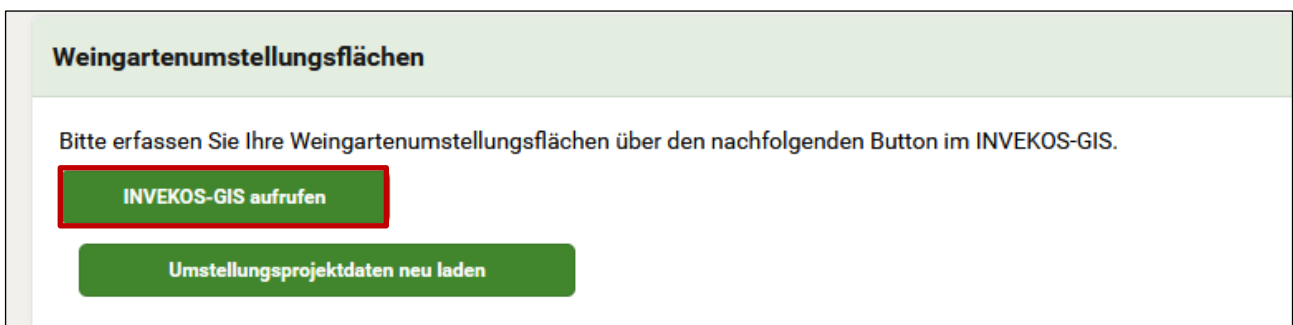 Weingartenumstellungsflächen
Bitte erfassen Sie Ihre Weingartenumstellungsflächen über den nachfolgenden Button im INVEKOS-GIS.
INVEKOS-GIS aufrufen
Umstellungsprojektdaten neu laden